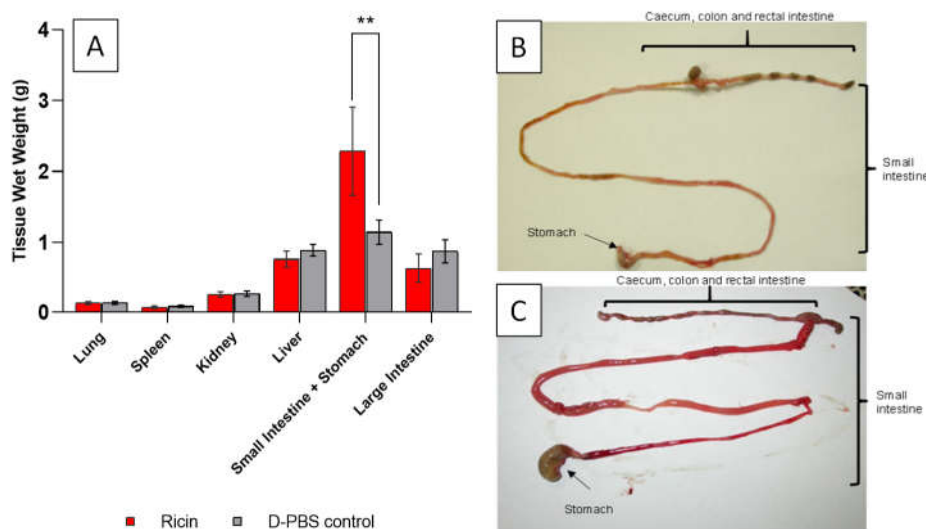 A
Tissue Wet Weight (g)
4
3
2
1
0
**
Lung
Spleen
Kidney
Liver
Small Intestine + Stomach
Large Intestine
Ricin
D-PBS control
B
Caecum, colon and rectal intestine
Small
intestine
Stomach
C
Caecum, colon and rectal intestine
Small
intestine
Stomach